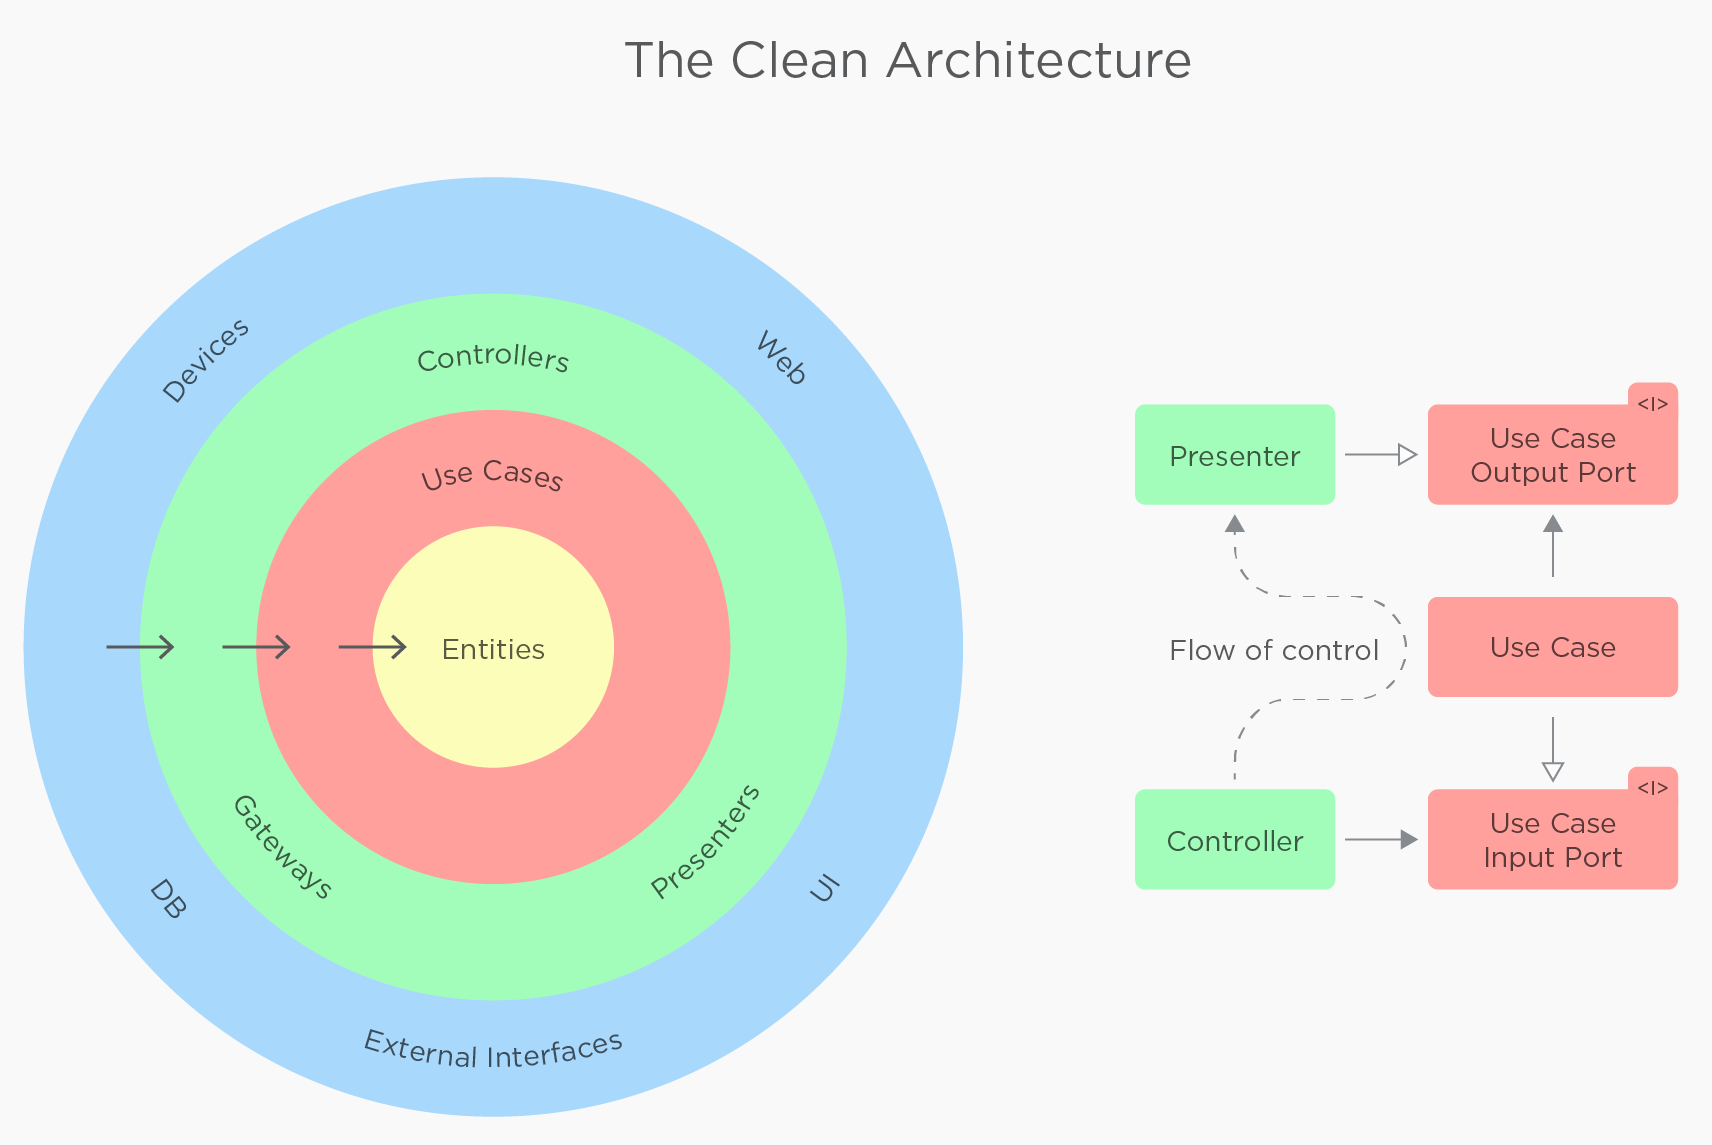 The Clean Architecture
Devices
Web
Controllers
Use Cases
Entities
Gateways
Presenters
DB
UI
External Interfaces
Presenter
<I>
Use Case
Output Port
Flow of control
Use Case
Controller
<I>
Use Case
Input Port